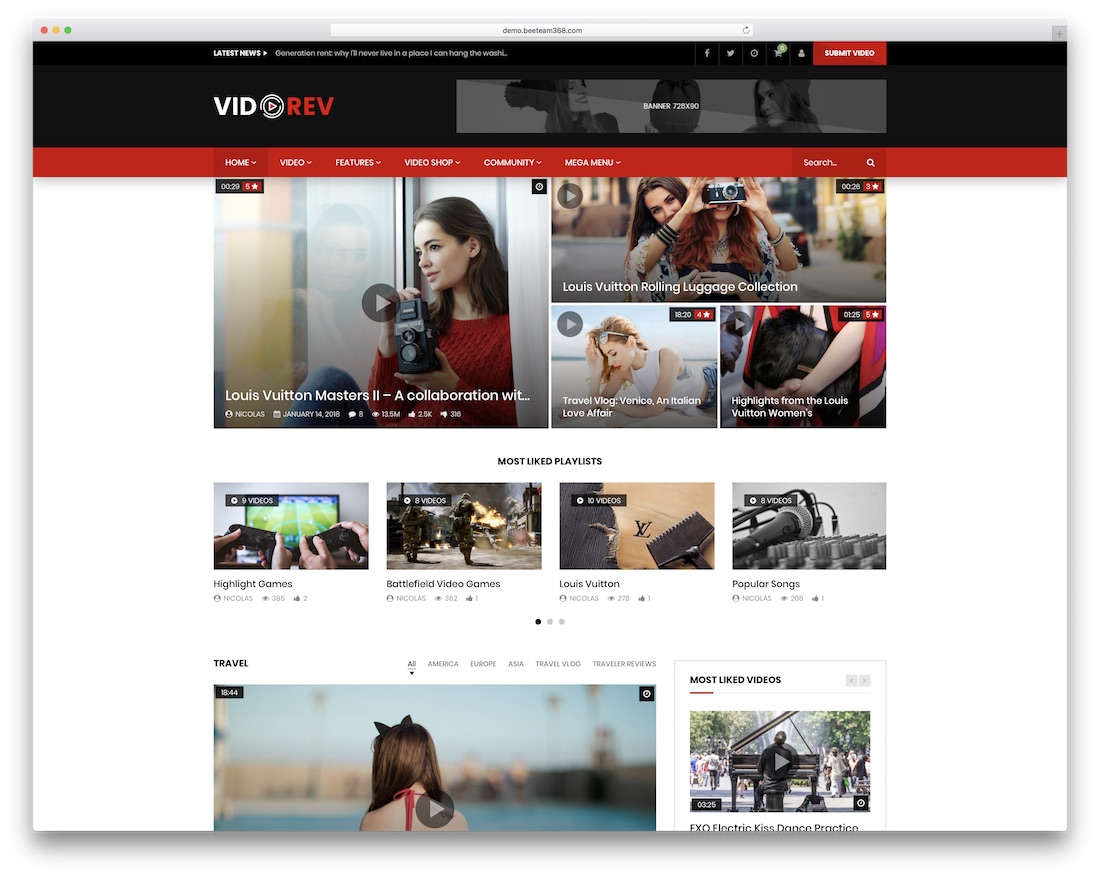 demo.beeteam368.com
LATEST NEWS Generation rent: why I'll never live in a place I can hang the washi...
0
SUBMIT VIDEO
VIDOREV
BANNER 728X90
HOME VIDEO FEATURES VIDEO SHOP COMMUNITY MEGA MENU Search...
00:29 5
00:26 3
Louis Vuitton Rolling Luggage Collection
18:20 4
01:25 5
Louis Vuitton Masters II – A collaboration wit...
NICOLAS JANUARY 14, 2018 8 13.5M 2.5K 316
Travel Vlog: Venice, An Italian
Love Affair
Highlights from the Louis
Vuitton Women's
MOST LIKED PLAYLISTS
9 VIDEOS
8 VIDEOS
10 VIDEOS
8 VIDEOS
LV
Highlight Games
Battlefield Video Games
Louis Vuitton
Popular Songs
NICOLAS 385 2
NICOLAS 362 1
NICOLAS 278 1
NICOLAS 208 1
TRAVEL
All AMERICA EUROPE ASIA TRAVEL VLOG TRAVELER REVIEWS
18:44
MOST LIKED VIDEOS
03:25
EXO Electric Kiss Dance Practice